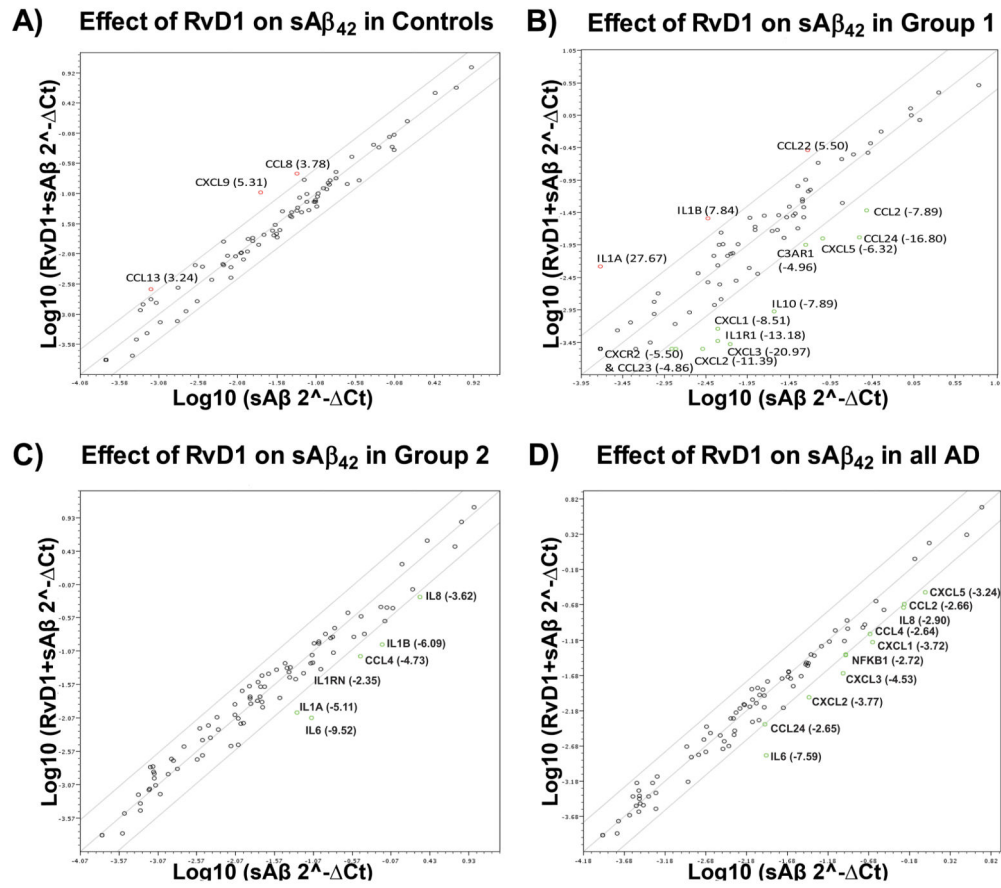 A) Effect of RvD1 on sAβ42 in Controls
Log10 (RvD1+sAβ 2^-ΔCt)
0.92
0.42
-0.08
-0.58
-1.08
-1.58
-2.08
-2.58
-3.08
-3.58
CCL8 (3.78)
CXCL9 (5.31)
CCL13 (3.24)
-4.08 -3.58 -3.08 -2.58 -2.08 -1.58 -1.08 -0.58 -0.08 0.42 0.92
Log10 (sAβ 2^-ΔCt)
B) Effect of RvD1 on sAβ42 in Group 1
Log10 (RvD1+sAβ 2^-ΔCt)
1.05
0.55
0.05
-0.45
-0.95
-1.45
-1.95
-2.45
-2.95
-3.45
CCL22 (5.50)
IL1B (7.84)
CCL2 (-7.89)
CCL24 (-16.80)
CXCL5 (-6.32)
C3AR1
(-4.96)
IL1A (27.67)
IL10 (-7.89)
CXCL1 (-8.51)
IL1R1 (-13.18)
CXCL3 (-20.97)
CXCR2 (-5.50)
& CCL23 (-4.86)
CXCL2 (-11.39)
-3.55 -3.45 -2.95 -2.45 -1.95 -1.45 -0.95 -0.45 0.05 0.55 1.0
Log10 (sAβ 2^-ΔCt)
C) Effect of RvD1 on sAβ42 in Group 2
Log10 (RvD1+sAβ 2^-ΔCt)
0.93
0.43
-0.07
-0.57
-1.07
-1.57
-2.07
-2.57
-3.07
-3.57
IL8 (-3.62)
IL1B (-6.09)
CCL4 (-4.73)
IL1RN (-2.35)
IL1A (-5.11)
IL6 (-9.52)
-4.07 -3.57 -3.07 -2.57 -2.07 -1.57 -1.07 -0.57 -0.07 0.43 0.93
Log10 (sAβ 2^-ΔCt)
D) Effect of RvD1 on sAβ42 in all AD
Log10 (RvD1+sAβ 2^-ΔCt)
0.82
0.32
-0.18
-0.68
-1.18
-1.68
-2.18
-2.68
-3.18
-3.68
CXCL5 (-3.24)
CCL2 (-2.66)
IL8 (-2.90)
CCL4 (-2.64)
CXCL1 (-3.72)
NFKB1 (-2.72)
CXCL3 (-4.53)
CXCL2 (-3.77)
CCL24 (-2.65)
IL6 (-7.59)
-4.18 -3.68 -3.18 -2.68 -2.18 -1.68 -1.18 -0.68 -0.18 0.32 0.82
Log10 (sAβ 2^-ΔCt)